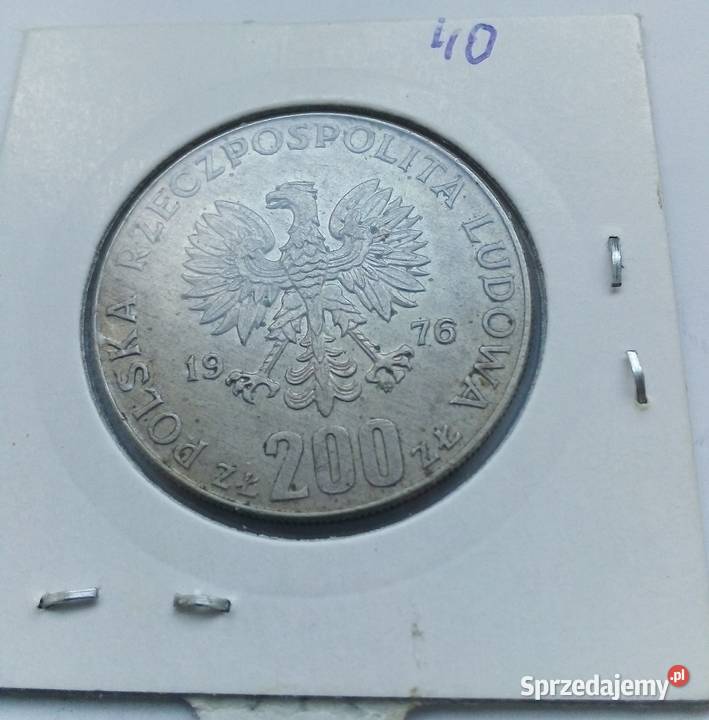 40
POLSKA RZECZPOSPOLITA LUDOWA
19 76
ZŁ 200 ZŁ
Sprzedajemy.pl